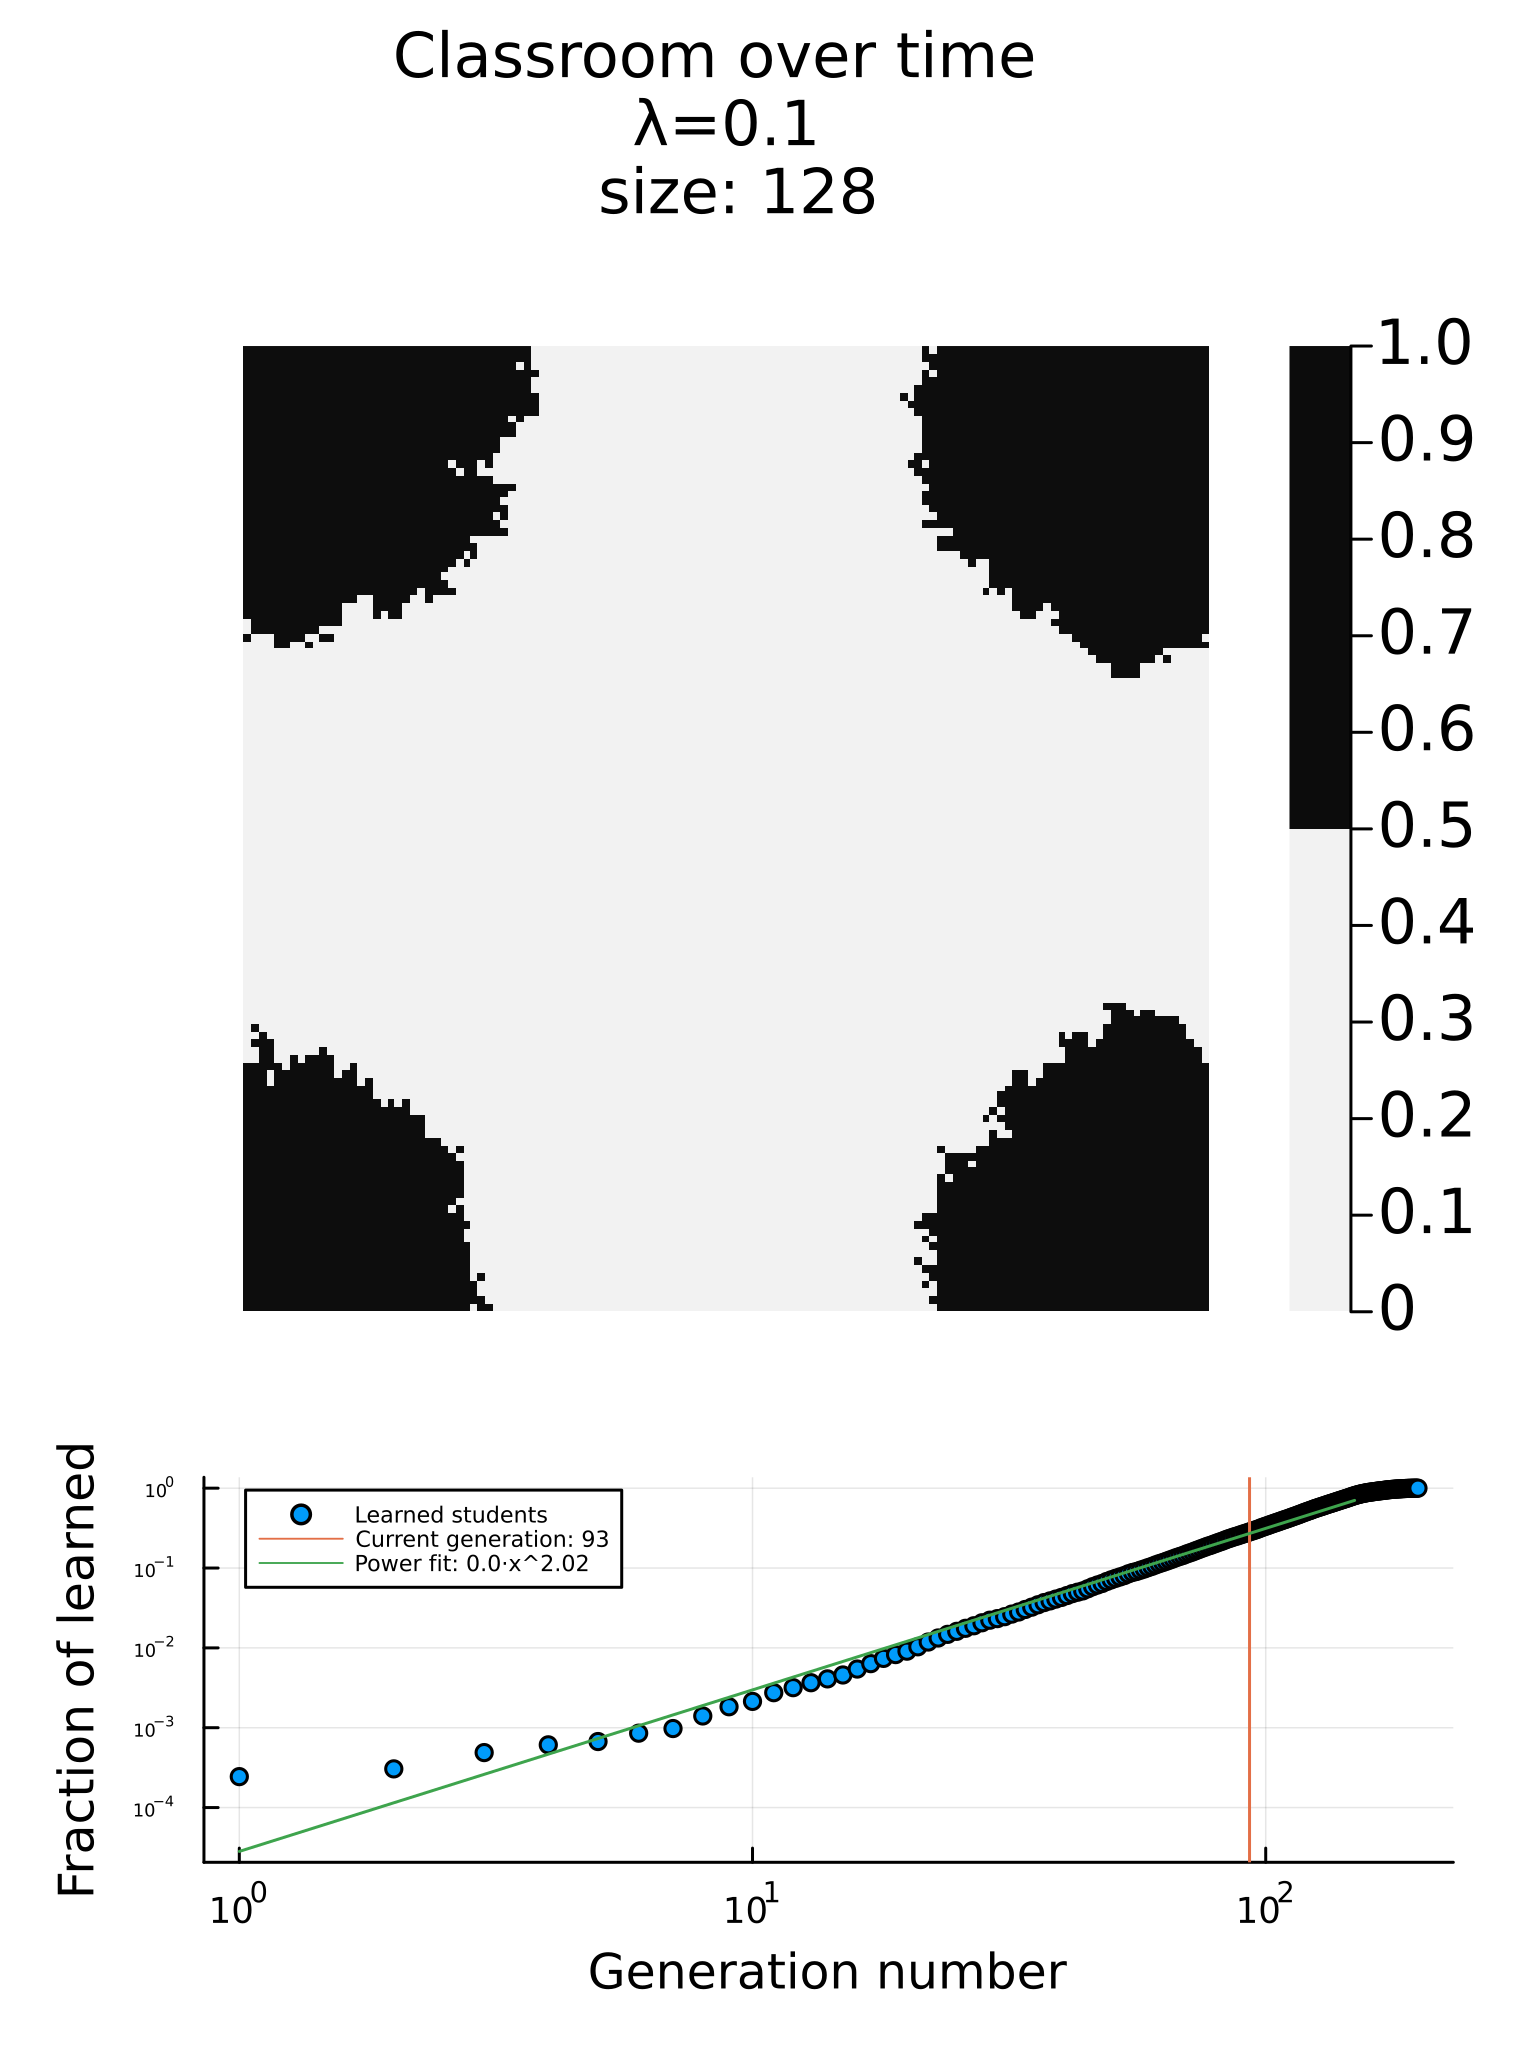 Classroom over time
λ=0.1
size: 128
1.0
0.9
0.8
0.7
0.6
0.5
0.4
0.3
0.2
0.1
0
Fraction of learned
10^0
10^-1
10^-2
10^-3
10^-4
Learned students
Current generation: 93
Power fit: 0.0·x^2.02
10^0 10^1 10^2
Generation number